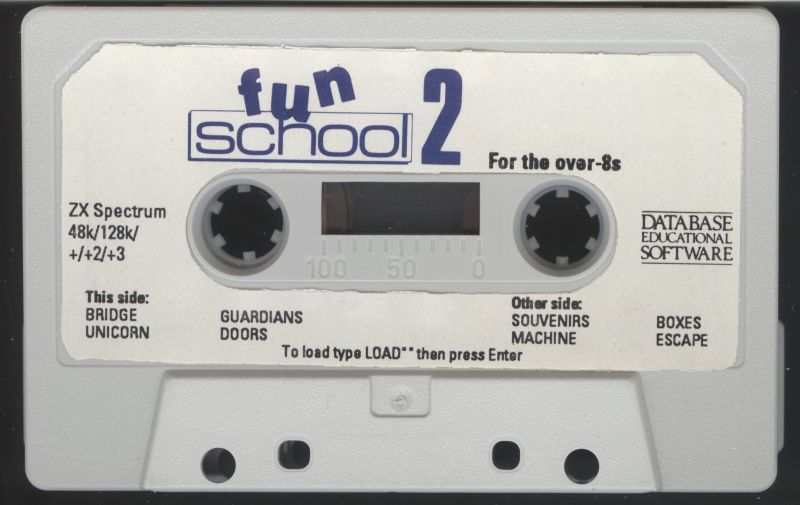 fun
school 2
For the over-8s
ZX Spectrum
48k/128k/
+/+2/+3
DATABASE
EDUCATIONAL
SOFTWARE
100 50 0
This side:
BRIDGE GUARDIANS
UNICORN DOORS
Other side:
SOUVENIRS BOXES
MACHINE ESCAPE
To load type LOAD"" then press Enter